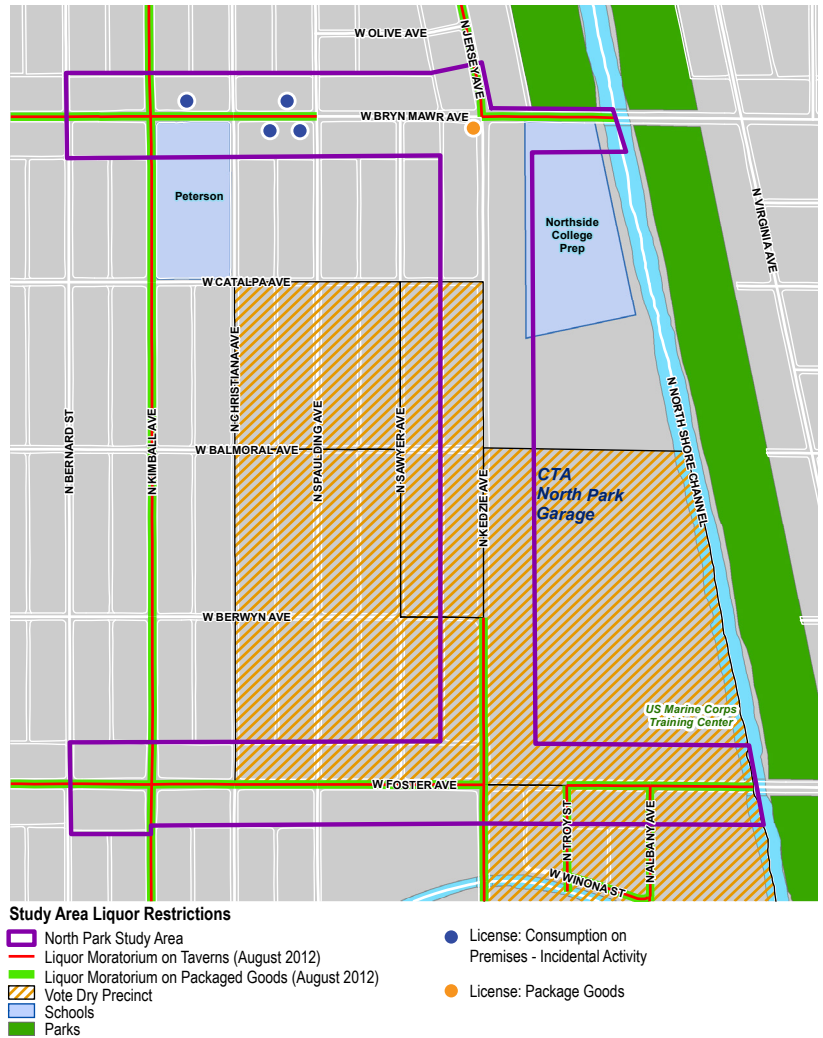 W OLIVE AVE
N JERSEY AVE
W BRYN MAWR AVE
Peterson
Northside
College
Prep
N VIRGINIA AVE
W CATALPA AVE
N CHRISTIANA AVE
N BERNARD ST
N KIMBALL AVE
N SPAULDING AVE
N SAWYER AVE
W BALMORAL AVE
N KEDZIE AVE
CTA
North Park
Garage
N NORTH SHORE CHANNEL
W BERWYN AVE
US Marine Corps
Training Center
W FOSTER AVE
N TROY ST
N ALBANY AVE
W WINONA ST
Study Area Liquor Restrictions
North Park Study Area
Liquor Moratorium on Taverns (August 2012)
Liquor Moratorium on Packaged Goods (August 2012)
Vote Dry Precinct
Schools
Parks
License: Consumption on
Premises - Incidental Activity
License: Package Goods